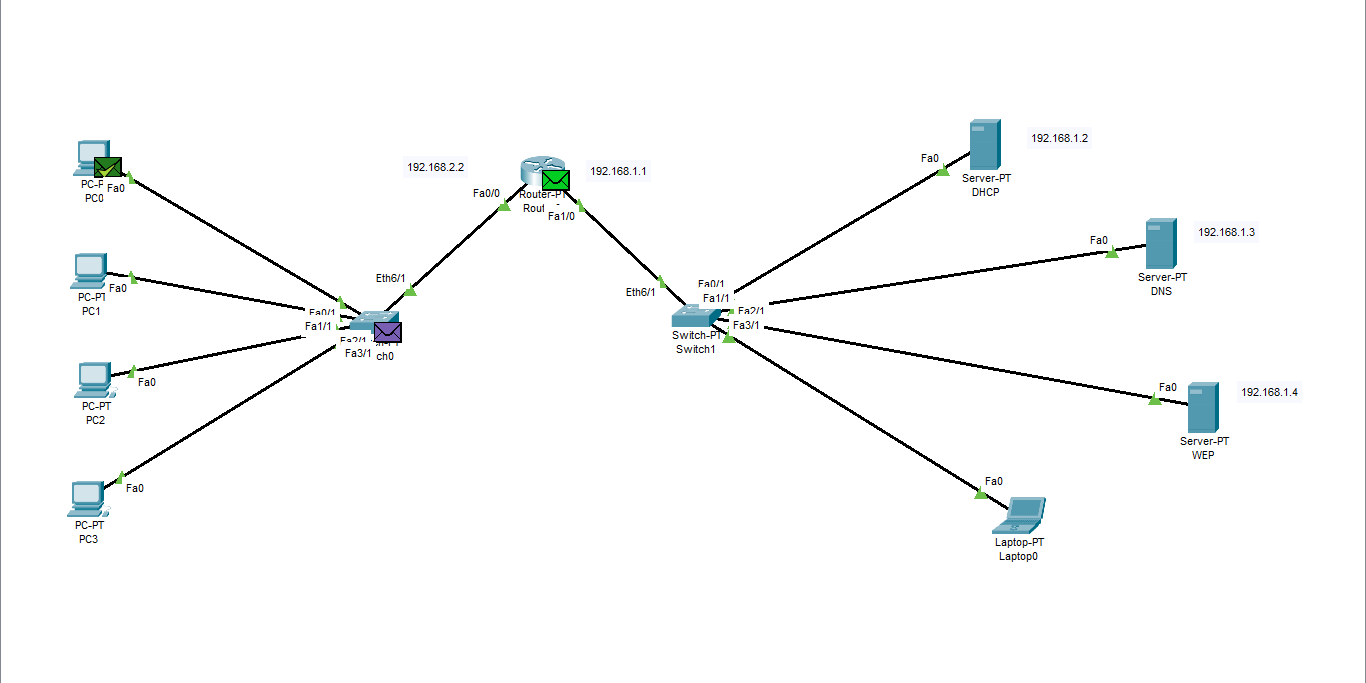 PC-P
PC0
Fa0
PC-PT
PC1
Fa0
PC-PT
PC2
Fa0
PC-PT
PC3
Fa0
Fa0/1
Fa1/1
Fa2/1
Fa3/1
ch0
Eth6/1
192.168.2.2
Fa0/0
Router-PT
Rout
Fa1/0
192.168.1.1
Eth6/1
Fa0/1
Fa1/1
Fa2/1
Fa3/1
Switch-PT
Switch1
Fa0
192.168.1.2
Server-PT
DHCP
Fa0
192.168.1.3
Server-PT
DNS
Fa0
192.168.1.4
Server-PT
WEP
Fa0
Laptop-PT
Laptop0